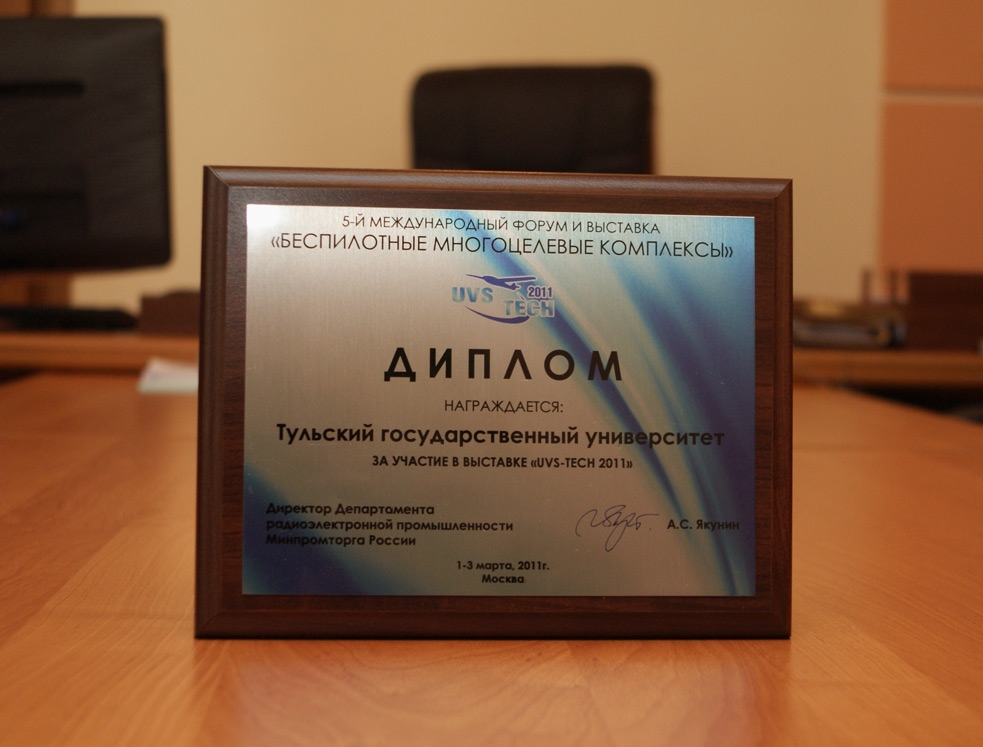 5-Й МЕЖДУНАРОДНЫЙ ФОРУМ И ВЫСТАВКА
«БЕСПИЛОТНЫЕ МНОГОЦЕЛЕВЫЕ КОМПЛЕКСЫ»
UVS 2011
TECH
ДИПЛОМ
НАГРАЖДАЕТСЯ:
Тульский государственный университет
ЗА УЧАСТИЕ В ВЫСТАВКЕ «UVS-TECH 2011»
Директор Департамента
радиоэлектронной промышленности
Минпромторга России
А.С. Якунин
1-3 марта, 2011г.
Москва